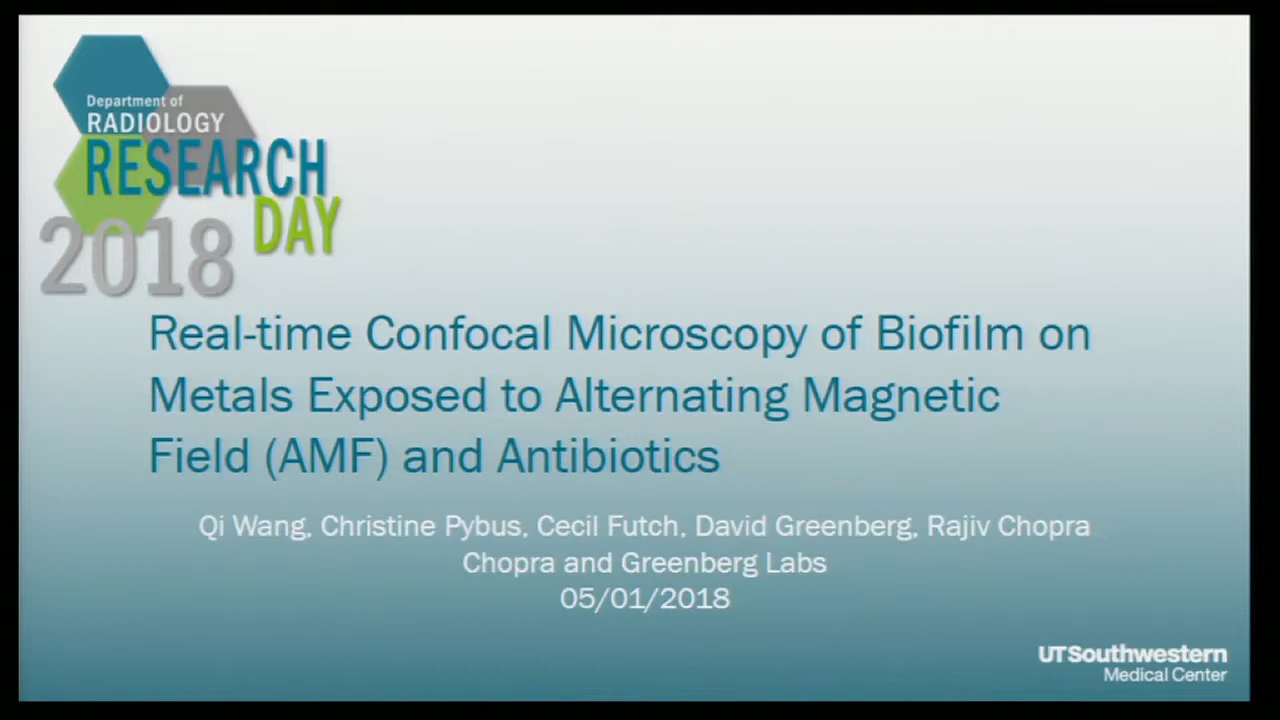 Department of
RADIOLOGY
RESEARCH
DAY
2018
Real-time Confocal Microscopy of Biofilm on
Metals Exposed to Alternating Magnetic
Field (AMF) and Antibiotics
Qi Wang, Christine Pybus, Cecil Futch, David Greenberg, Rajiv Chopra
Chopra and Greenberg Labs
05/01/2018
UTSouthwestern
Medical Center